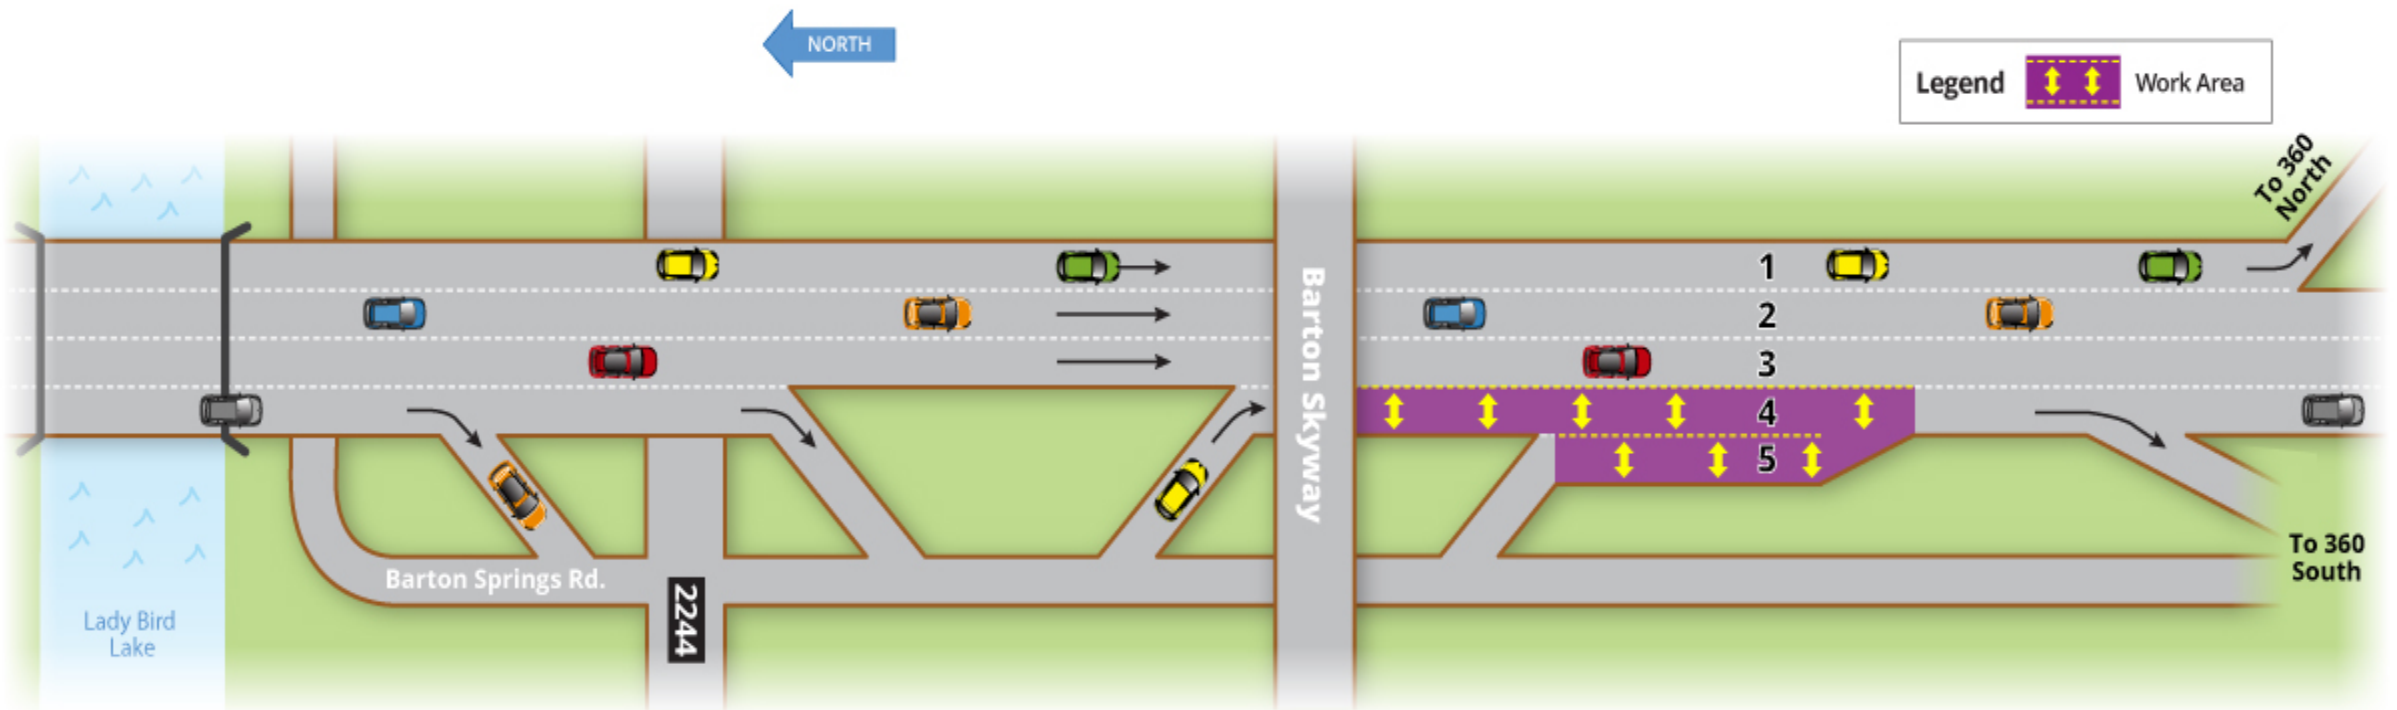 NORTH
Legend
Work Area
To 360
North
1
2
3
4
5
Barton Skyway
Barton Springs Rd.
2244
Lady Bird
Lake
To 360
South